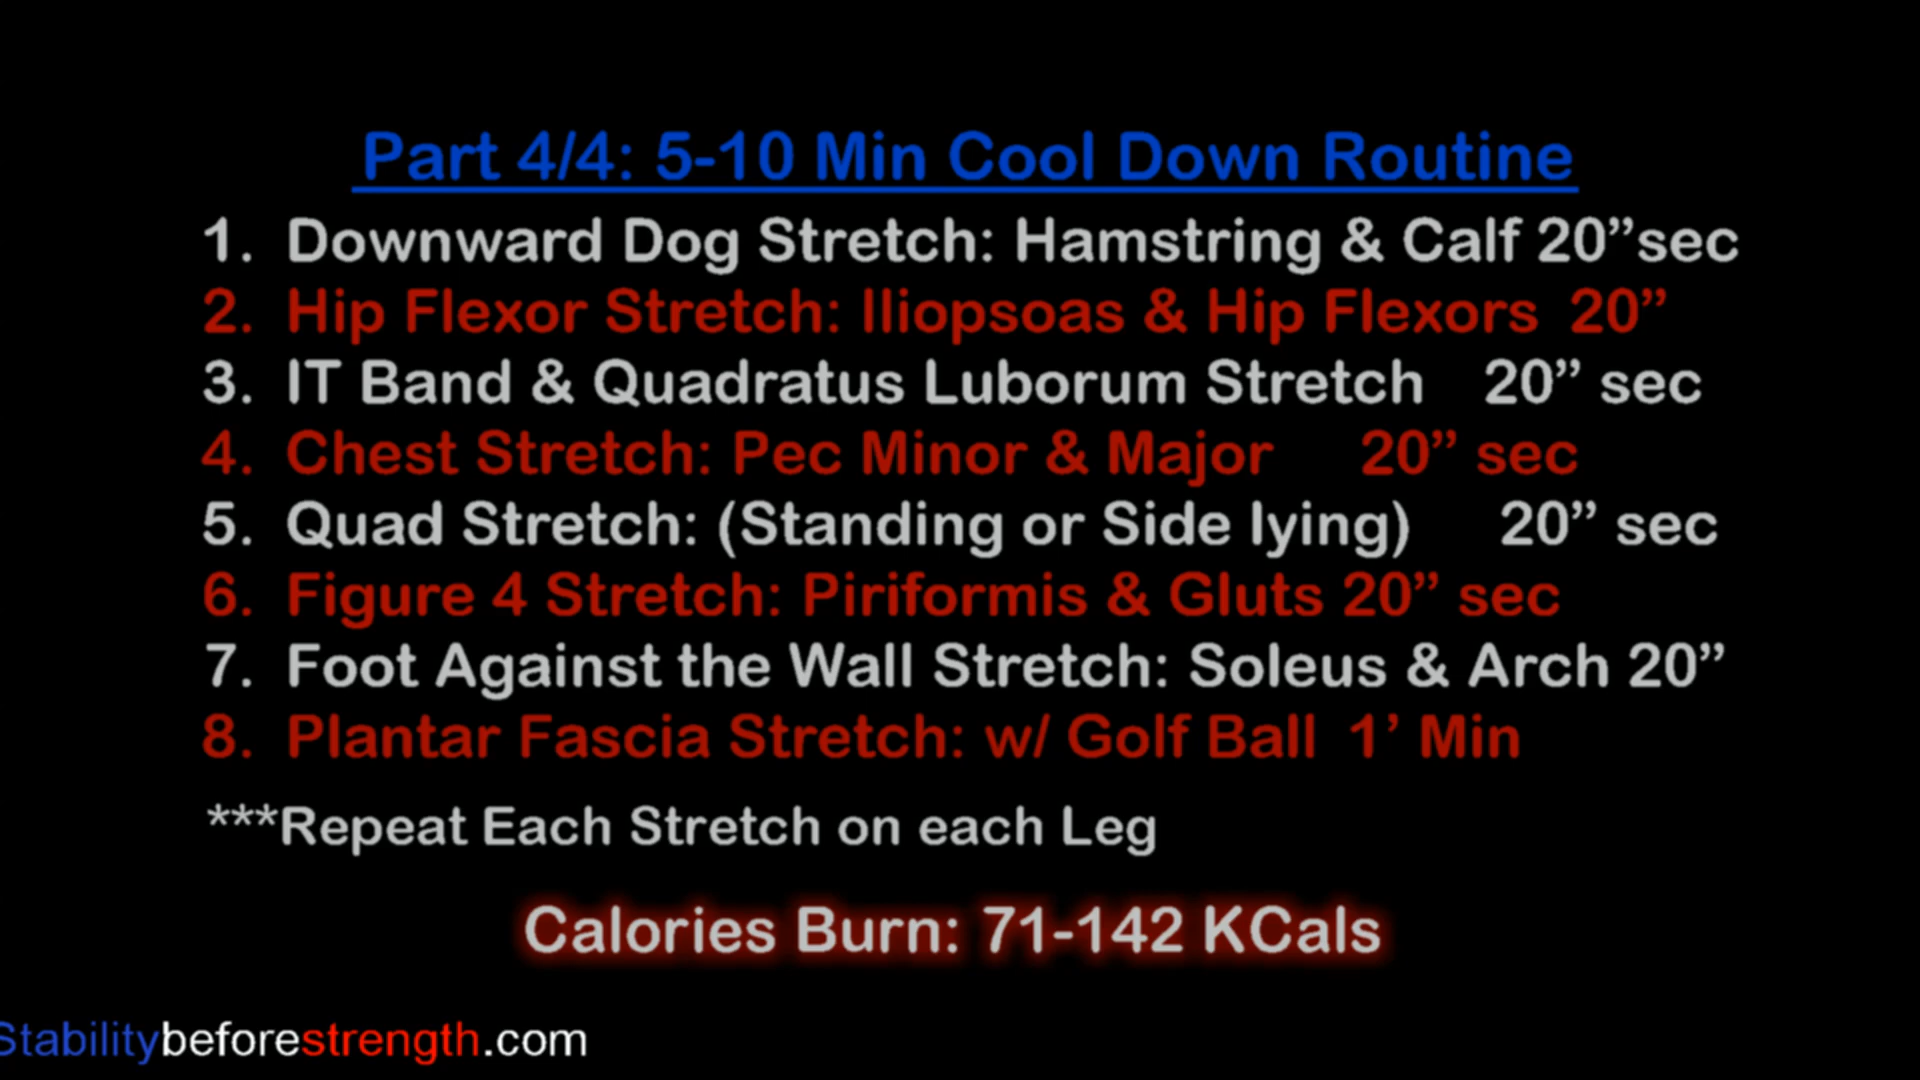 Part 4/4: 5-10 Min Cool Down Routine
1. Downward Dog Stretch: Hamstring & Calf 20”sec
2. Hip Flexor Stretch: Iliopsoas & Hip Flexors 20”
3. IT Band & Quadratus Luborum Stretch 20” sec
4. Chest Stretch: Pec Minor & Major 20” sec
5. Quad Stretch: (Standing or Side lying) 20” sec
6. Figure 4 Stretch: Piriformis & Gluts 20” sec
7. Foot Against the Wall Stretch: Soleus & Arch 20”
8. Plantar Fascia Stretch: w/ Golf Ball 1’ Min
***Repeat Each Stretch on each Leg
Calories Burn: 71-142 KCals
Stabilitybeforestrength.com